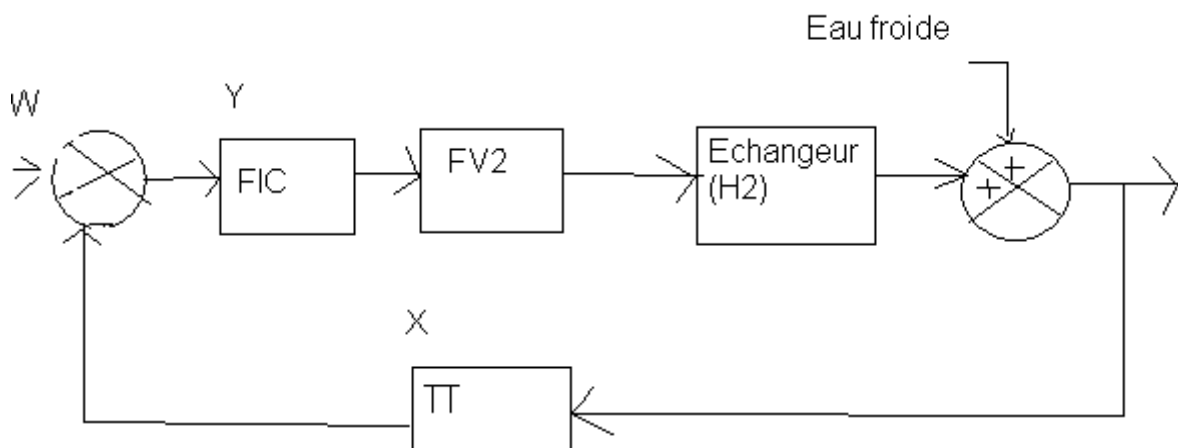 Eau froide
W
Y
FIC
FV2
Echangeur
(H2)
+
+
X
TT